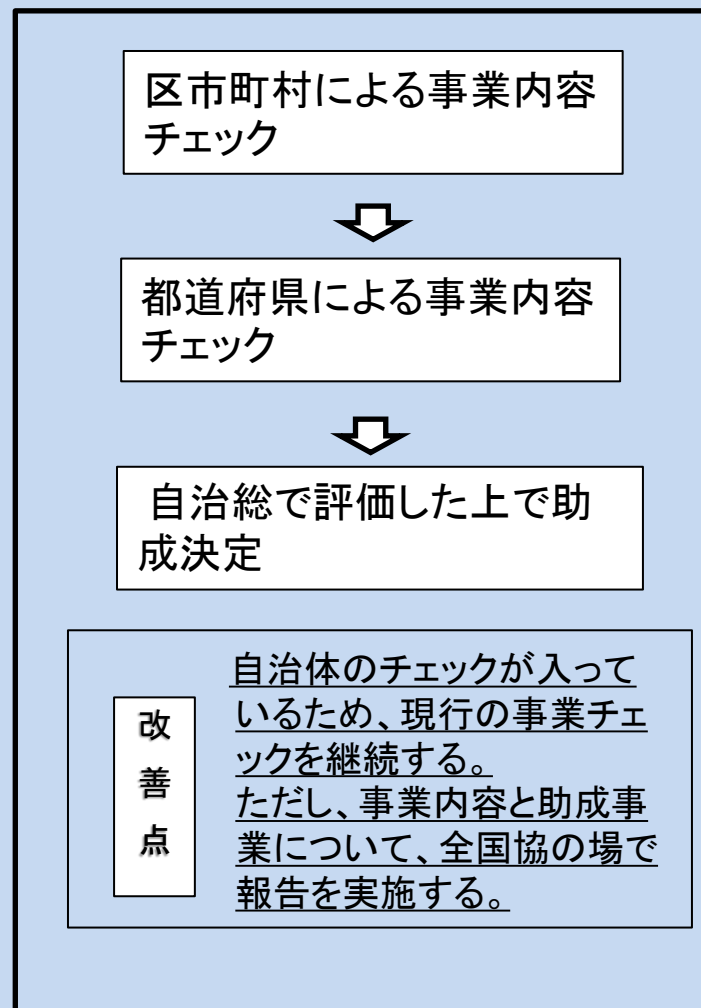 区市町村による事業内容
チェック
都道府県による事業内容
チェック
自治総で評価した上で助
成決定
改
善
点
自治体のチェックが入って
いるため、現行の事業チェ
ックを継続する。
ただし、事業内容と助成事
業について、全国協の場で
報告を実施する。